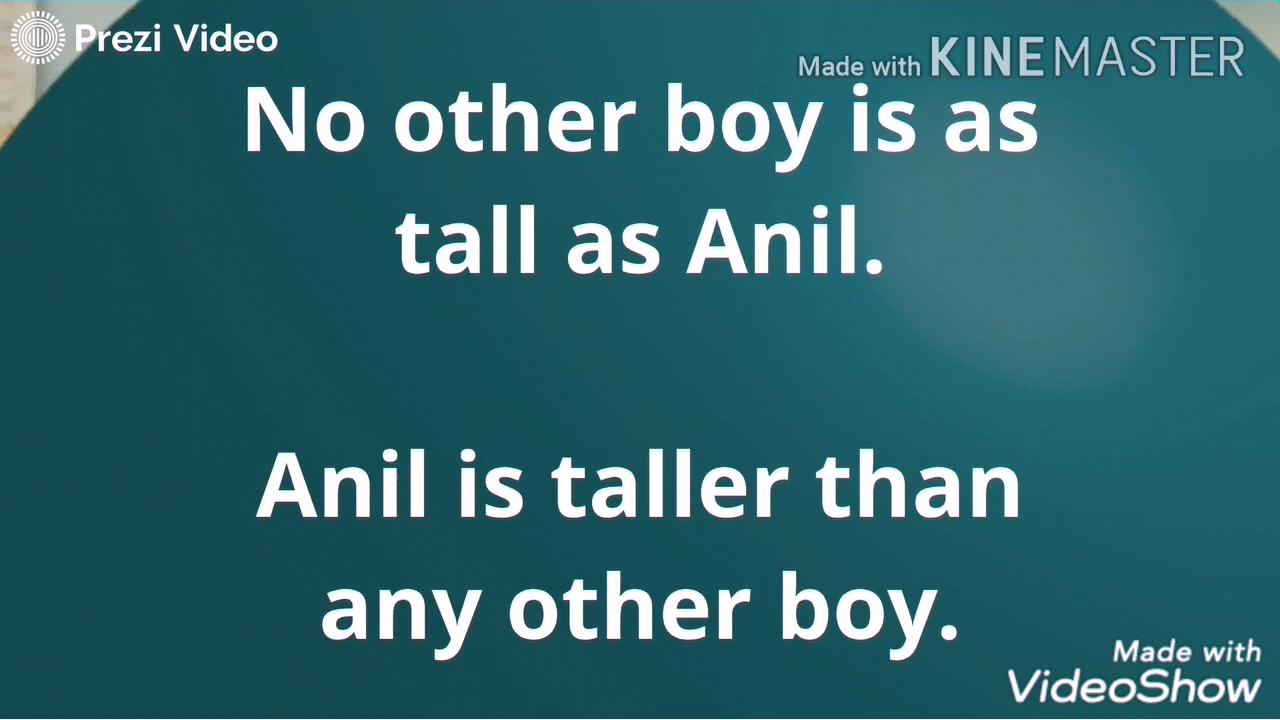 Prezi Video
Made with KINEMASTER
No other boy is as
tall as Anil.
Anil is taller than
any other boy.
Made with
VideoShow